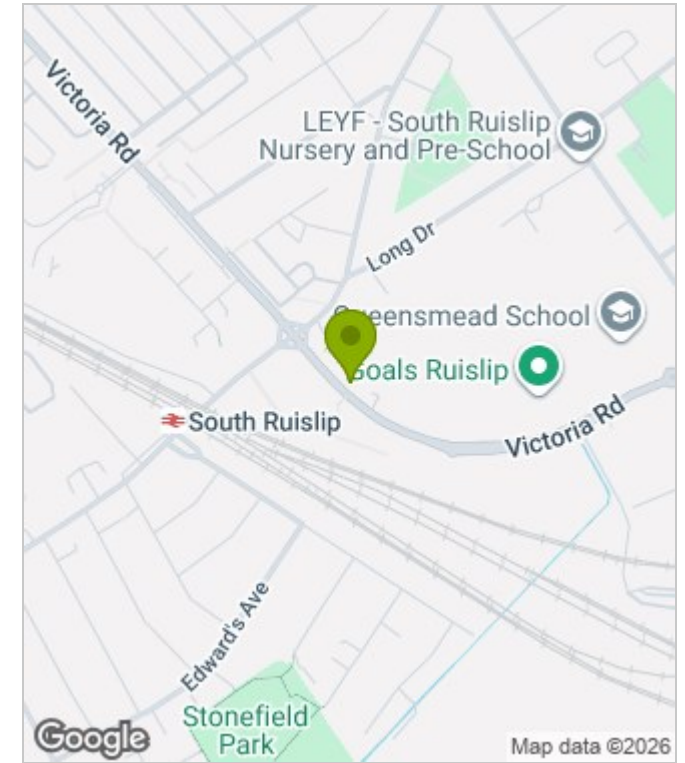 Victoria Rd
LEYF - South Ruislip
Nursery and Pre-School
Long Dr
Queensmead School
Goals Ruislip
South Ruislip
Victoria Rd
Edward's Ave
Stonefield
Park
Google
Map data ©2026